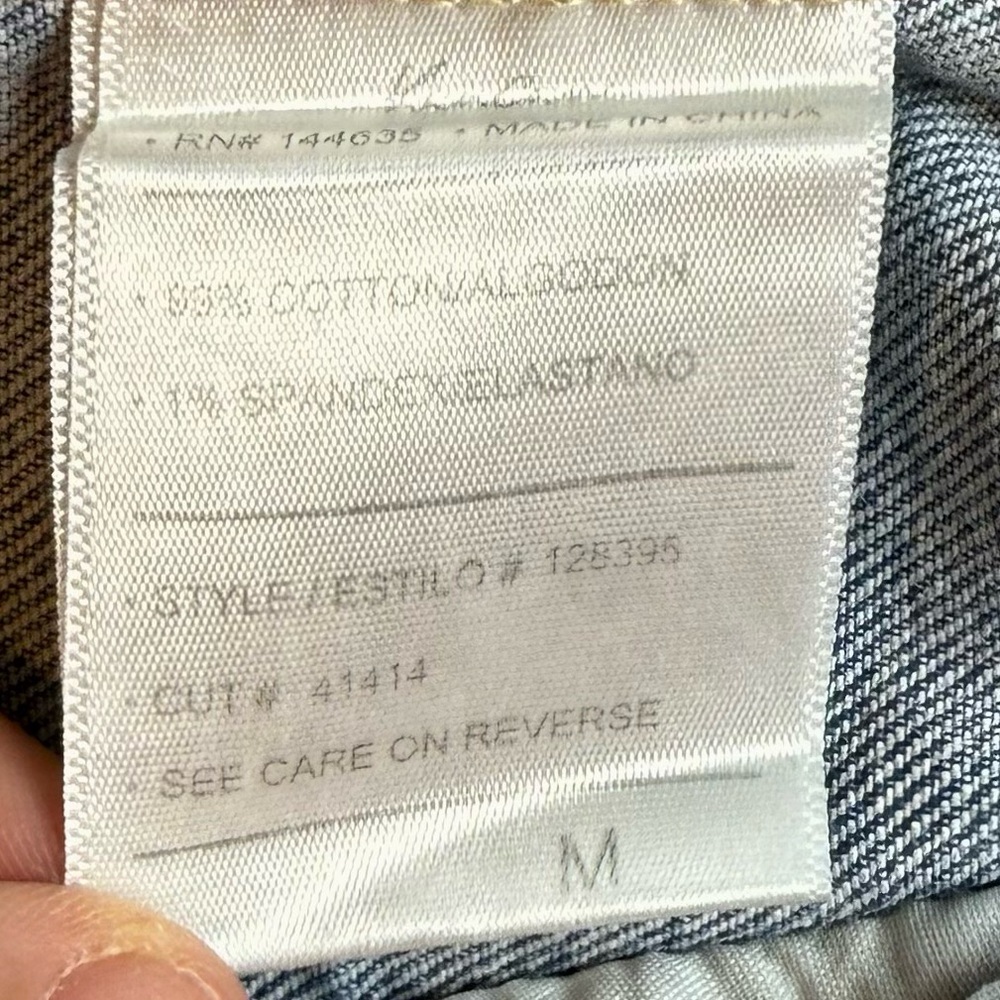 • RN# 144635 • MADE IN CHINA
• 99% COTTON/ALGODON
• 1% SPANDEX/ELASTANO
• STYLE / ESTILO # 128395
• CUT # 41414
• SEE CARE ON REVERSE
M